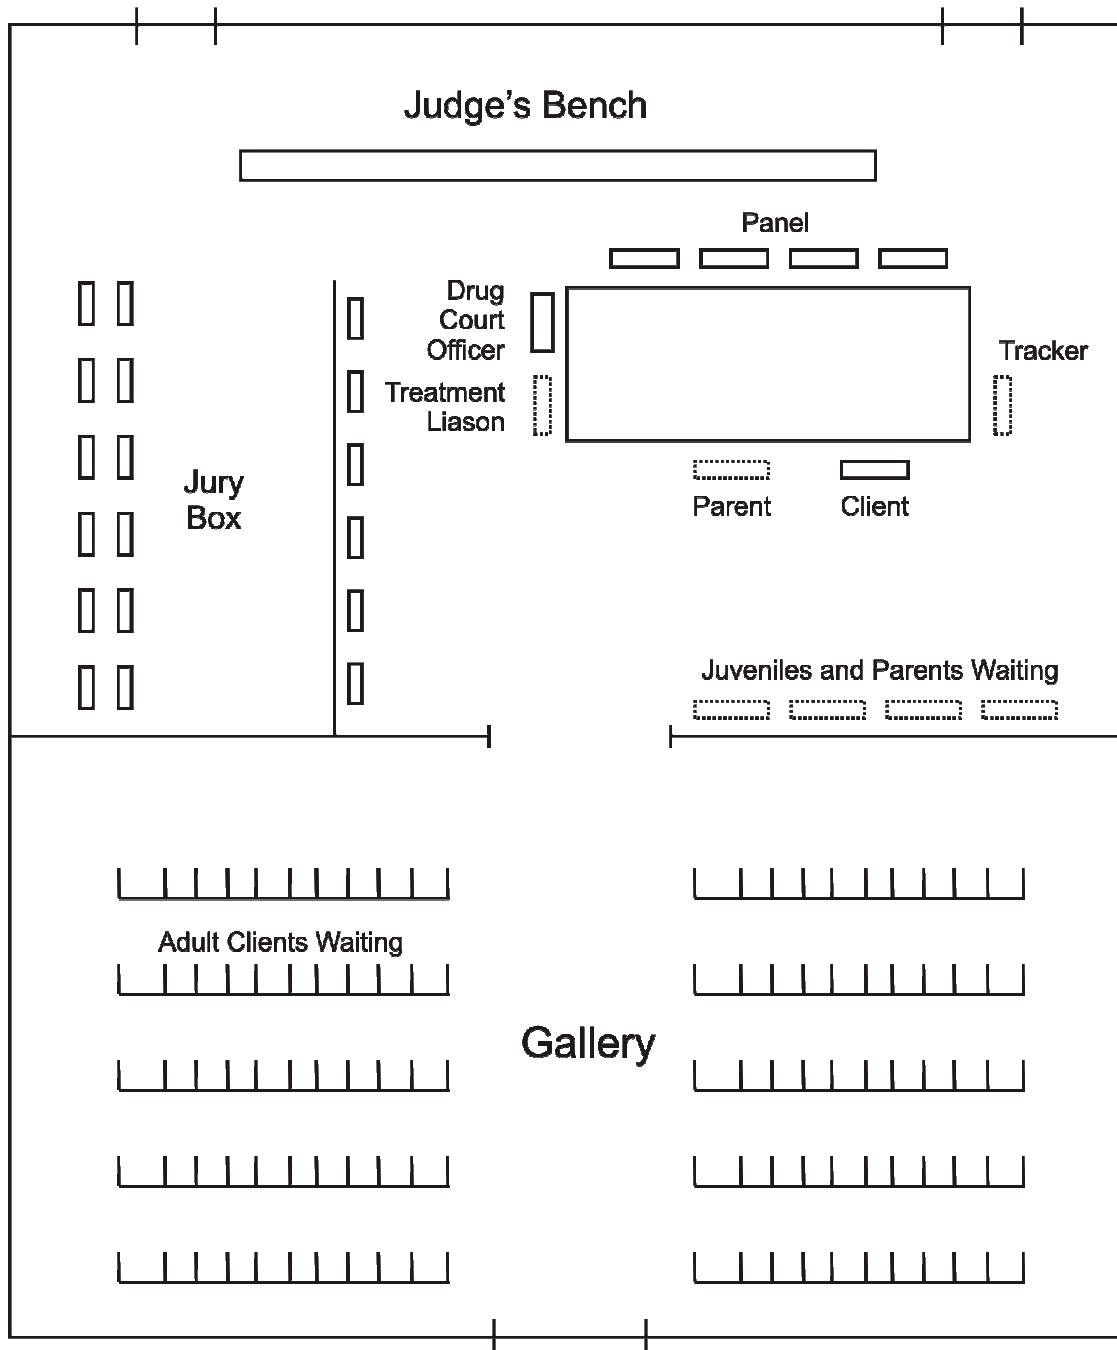 Judge’s Bench
Panel
Drug
Court
Officer
Tracker
Treatment
Liason
Jury
Box
Parent
Client
Juveniles and Parents Waiting
Adult Clients Waiting
Gallery